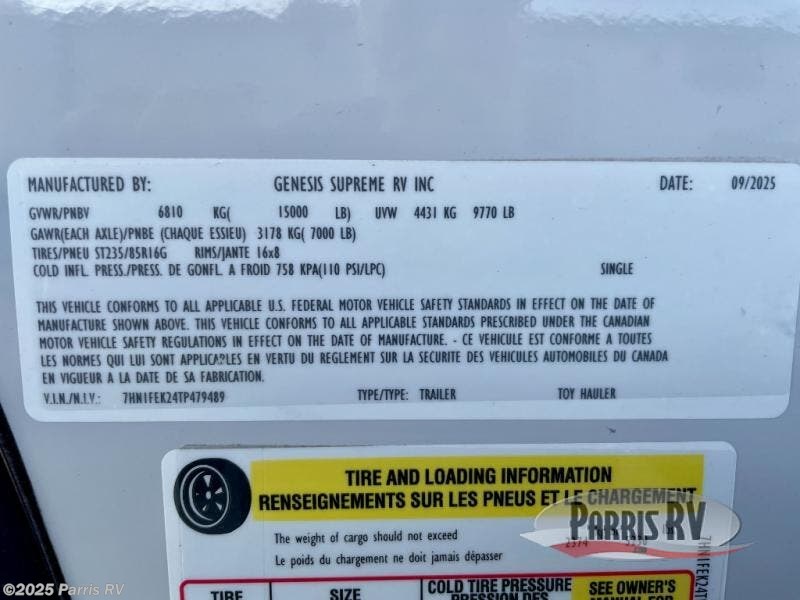 MANUFACTURED BY: GENESIS SUPREME RV INC DATE: 09/2025
GVWR/PNBV 6810 KG( 15000 LB) UVW 4431 KG 9770 LB
GAWR(EACH AXLE)/PNBE (CHAQUE ESSIEU) 3178 KG( 7000 LB)
TIRES/PNEU ST235/85R16G RIMS/JANTE 16x8
COLD INFL. PRESS./PRESS. DE GONFL. A FROID 758 KPA(110 PSI/LPC) SINGLE
THIS VEHICLE CONFORMS TO ALL APPLICABLE U.S. FEDERAL MOTOR VEHICLE SAFETY STANDARDS IN EFFECT ON THE DATE OF
MANUFACTURE SHOWN ABOVE. THIS VEHICLE CONFORMS TO ALL APPLICABLE STANDARDS PRESCRIBED UNDER THE CANADIAN
MOTOR VEHICLE SAFETY REGULATIONS IN EFFECT ON THE DATE OF MANUFACTURE. - CE VEHICULE EST CONFORME A TOUTES
LES NORMES QUI LUI SONT APPLICABLES EN VERTU DU REGLEMENT SUR LA SECURITE DES VEHICULES AUTOMOBILES DU CANADA
EN VIGUEUR A LA DATE DE SA FABRICATION.
V.I.N./N.I.V.: 7HN1FEK24TP479489 TYPE/TYPE: TRAILER TOY HAULER
TIRE AND LOADING INFORMATION
RENSEIGNEMENTS SUR LES PNEUS ET LE CHARGEMENT
The weight of cargo should not exceed
Le poids du chargement ne doit jamais dépasser
PARRIS RV
TIRE SIZE COLD TIRE PRESSURE SEE OWNER'S
PRESSION DES MANUAL FOR
7HN1FEK24T
©2025 Parris RV